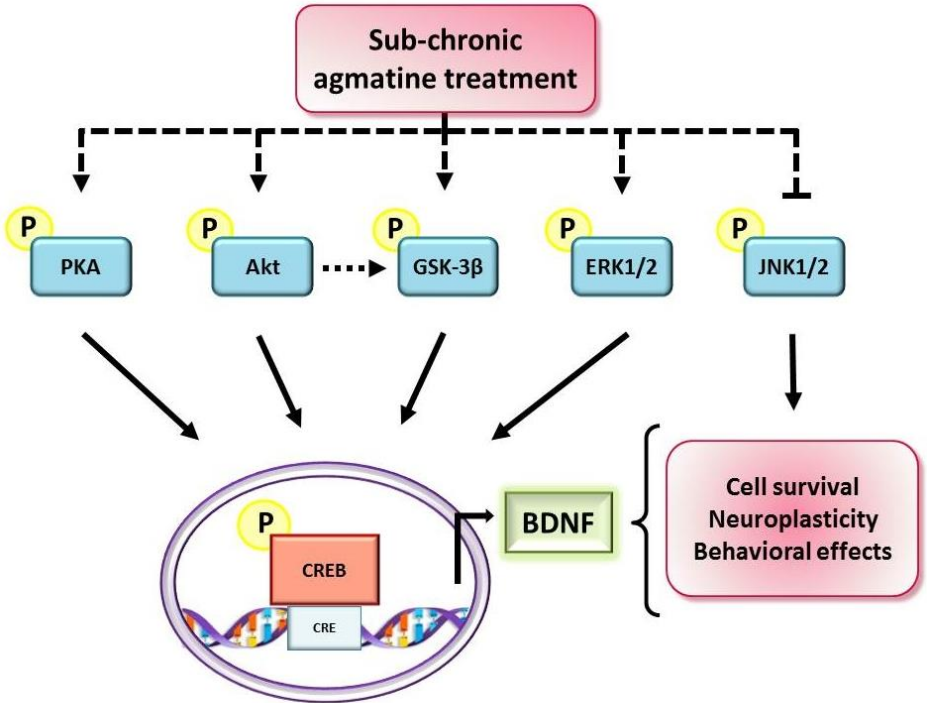 Sub-chronic
agmatine treatment
P
PKA
P
Akt
P
GSK-3β
P
ERK1/2
P
JNK1/2
P
CREB
CRE
BDNF
Cell survival
Neuroplasticity
Behavioral effects